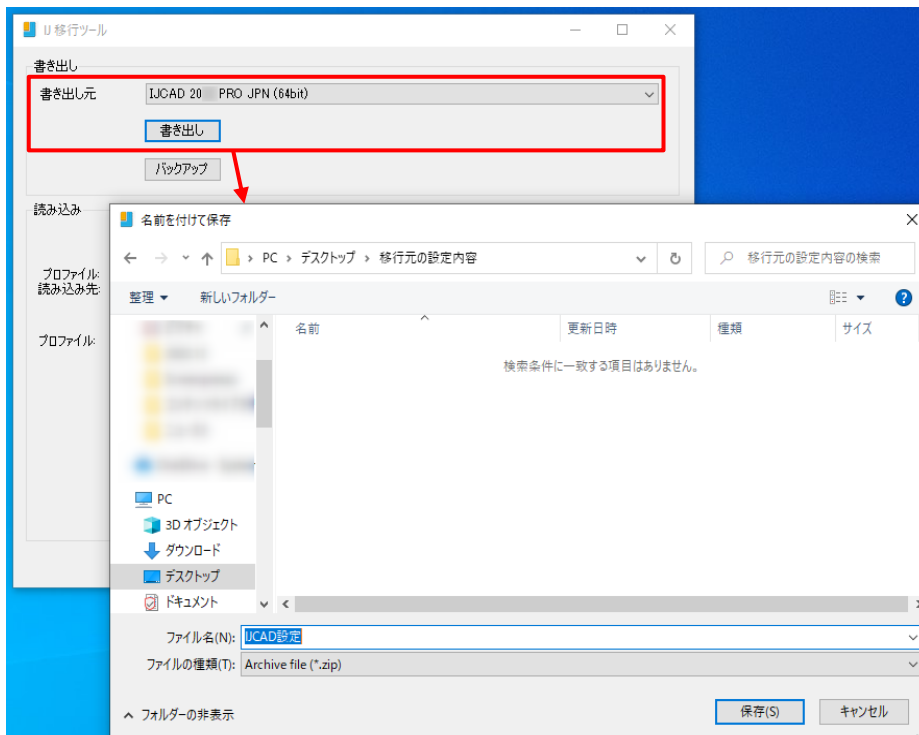 IJ 移行ツール
書き出し
書き出し元 IJCAD 20 PRO JPN (64bit)
書き出し
バックアップ
読み込み
プロファイル:
読み込み先:
プロファイル:
名前を付けて保存
PC › デスクトップ › 移行元の設定内容
移行元の設定内容の検索
整理 新しいフォルダー
名前 更新日時 種類 サイズ
検索条件に一致する項目はありません。
PC
3D オブジェクト
ダウンロード
デスクトップ
ドキュメント
ファイル名(N): IJCAD設定
ファイルの種類(T): Archive file (*.zip)
フォルダーの非表示 保存(S) キャンセル